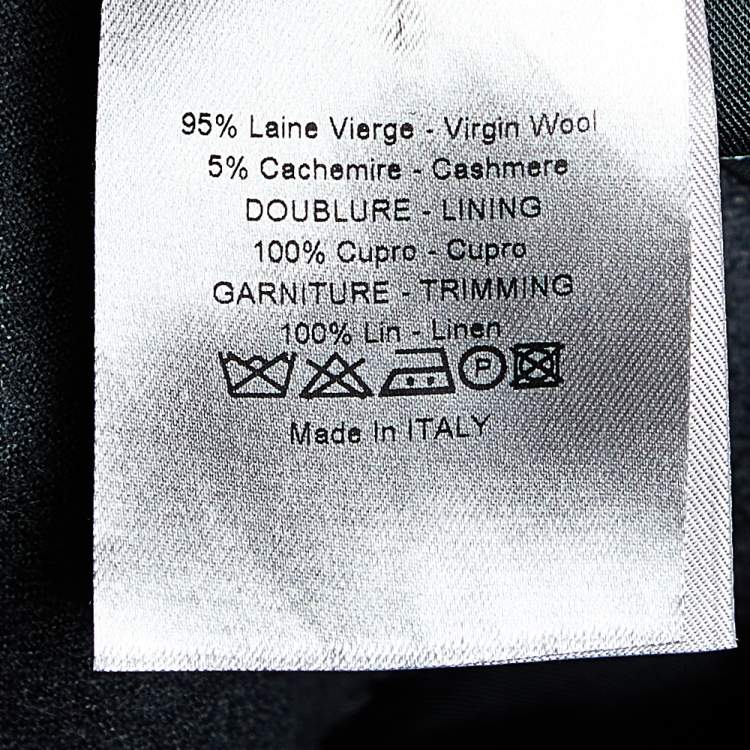 95% Laine Vierge - Virgin Wool
5% Cachemire - Cashmere
DOUBLURE - LINING
100% Cupro - Cupro
GARNITURE - TRIMMING
100% Lin - Linen
P
Made In ITALY